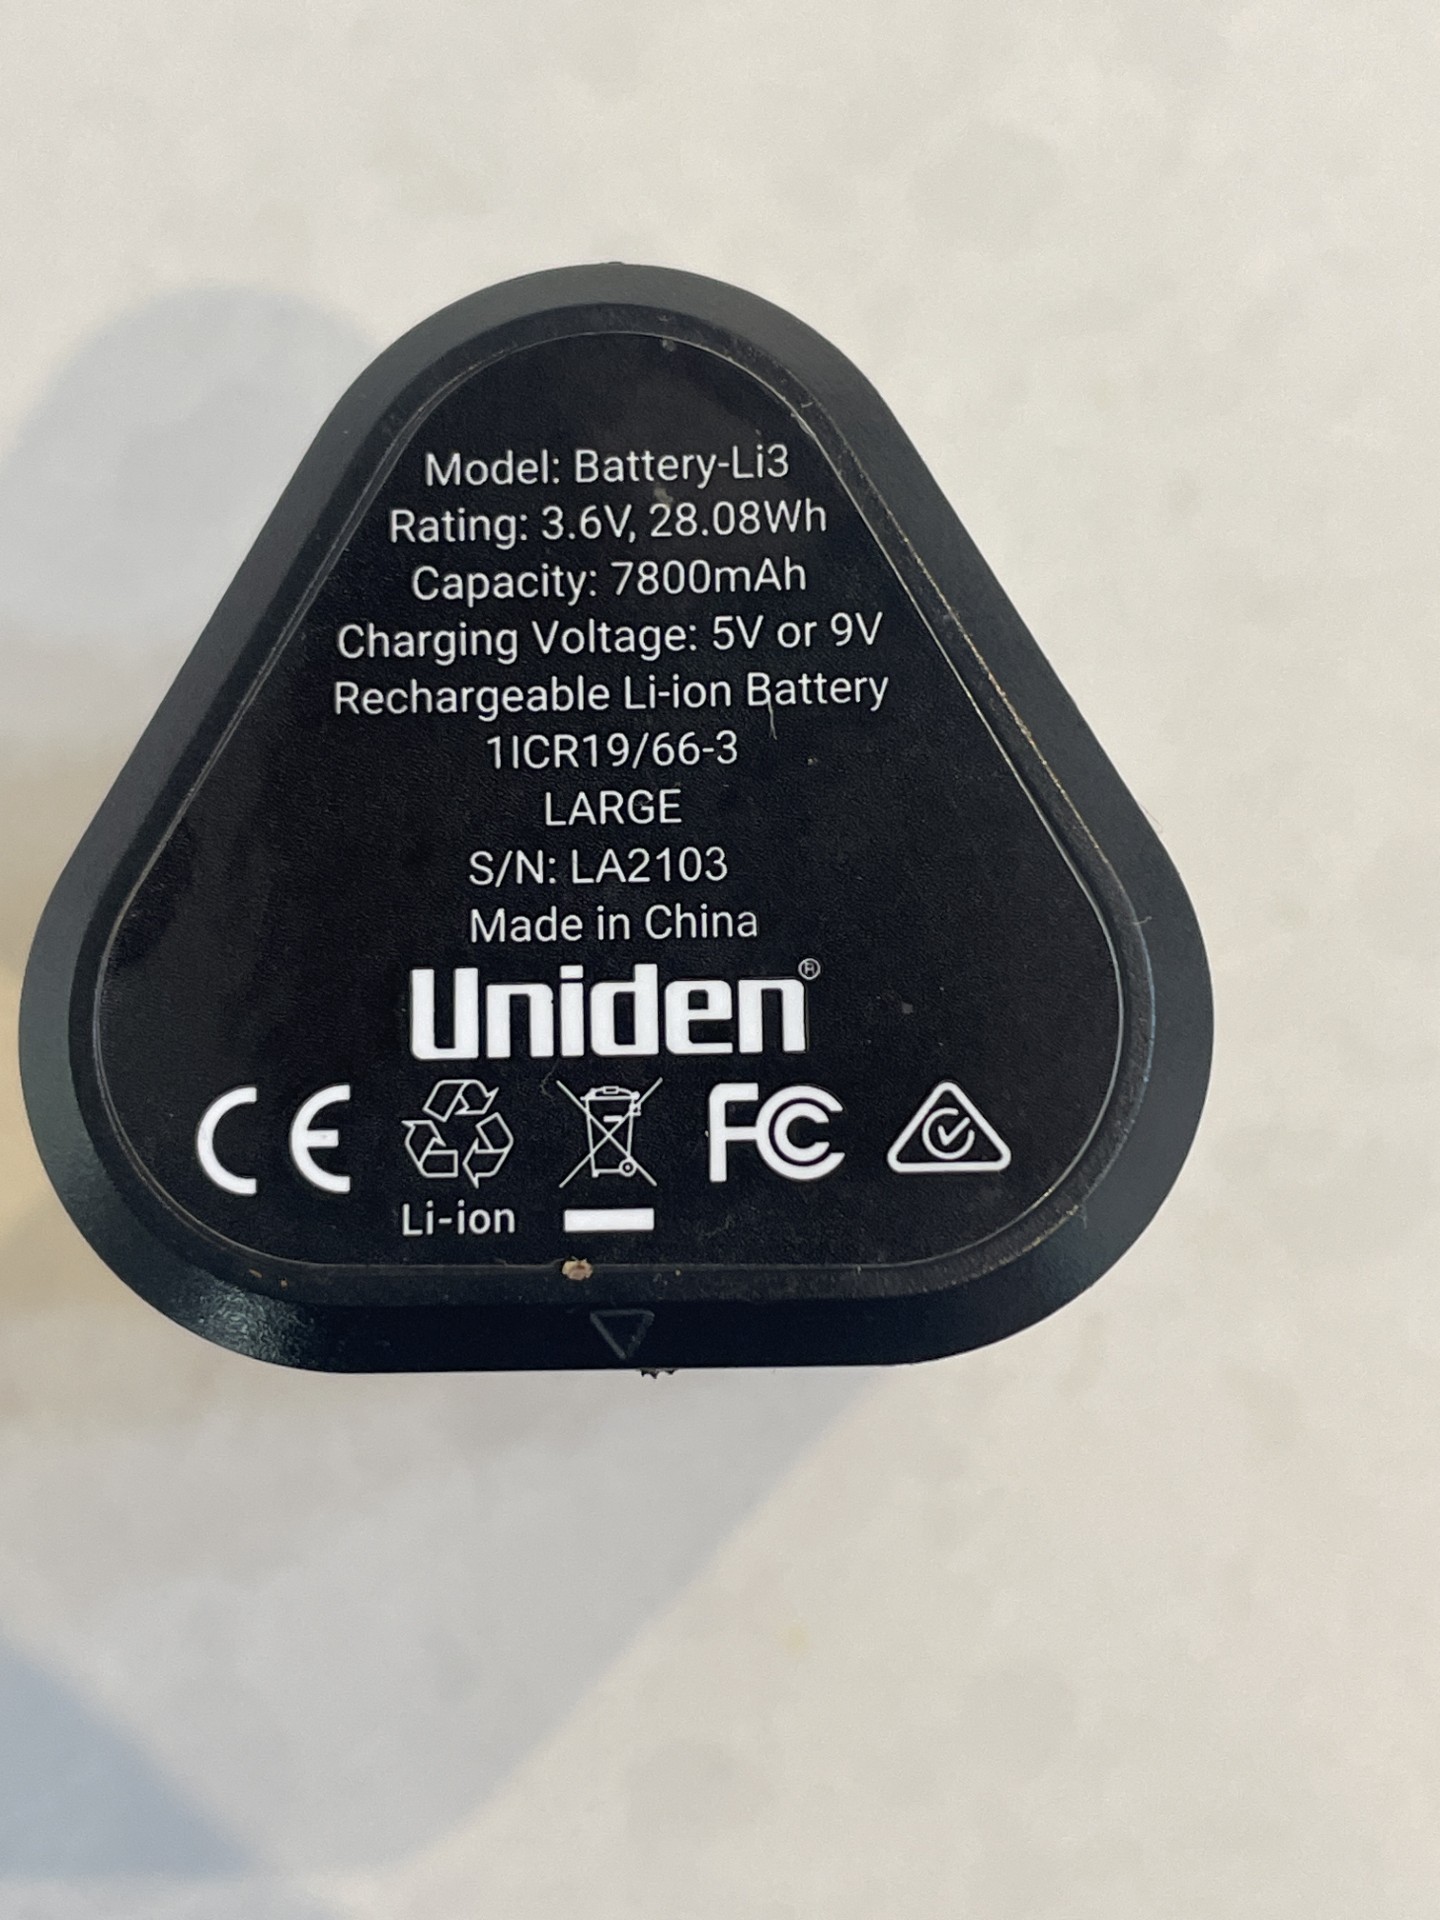 Model: Battery-Li3
Rating: 3.6V, 28.08Wh
Capacity: 7800mAh
Charging Voltage: 5V or 9V
Rechargeable Li-ion Battery
1ICR19/66-3
LARGE
S/N: LA2103
Made in China
Uniden®
CE FC
Li-ion